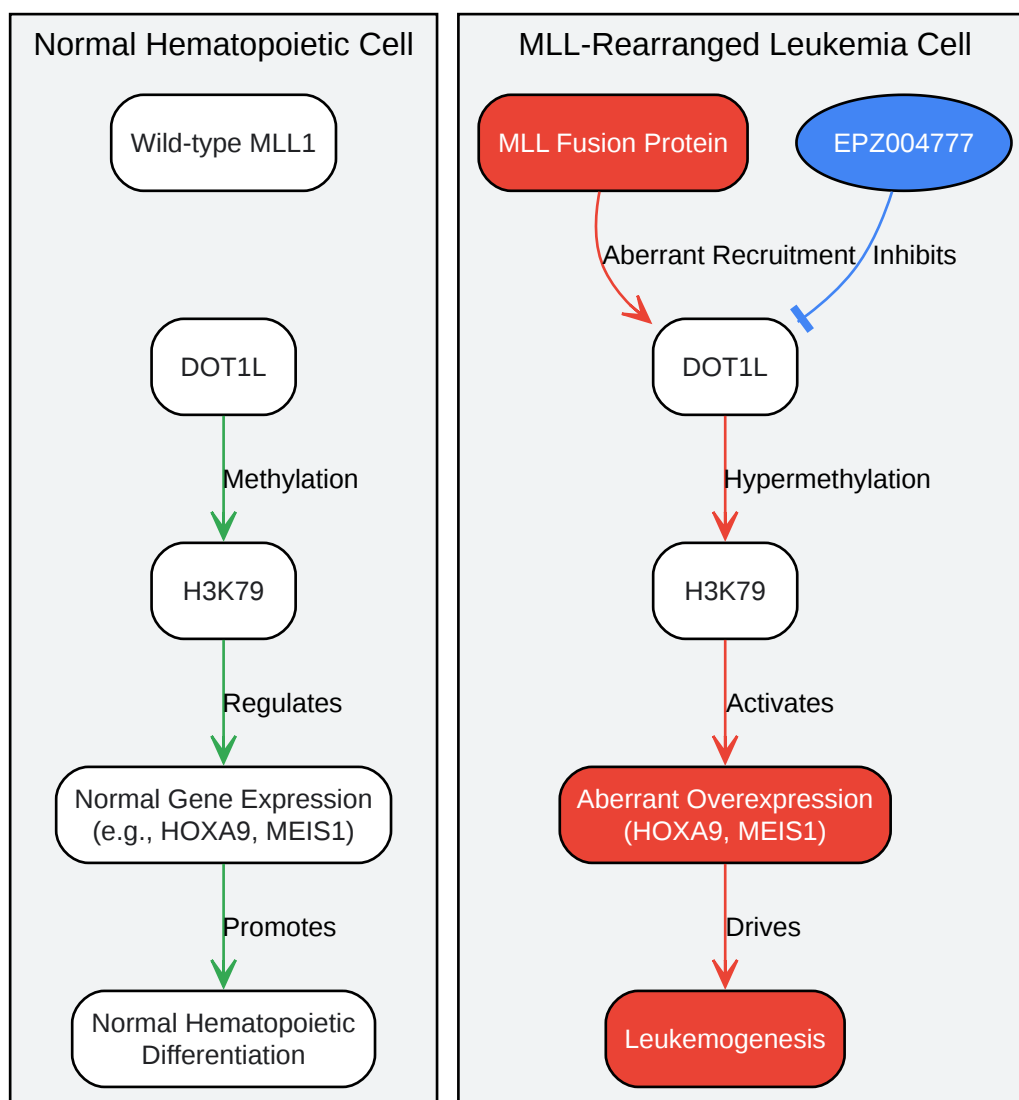 Normal Hematopoietic Cell
Wild-type MLL1
DOT1L
Methylation
H3K79
Regulates
Normal Gene Expression
(e.g., HOXA9, MEIS1)
Promotes
Normal Hematopoietic
Differentiation
MLL-Rearranged Leukemia Cell
MLL Fusion Protein
EPZ004777
Aberrant Recruitment
Inhibits
DOT1L
Hypermethylation
H3K79
Activates
Aberrant Overexpression
(HOXA9, MEIS1)
Drives
Leukemogenesis